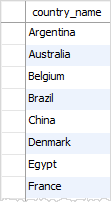 country_name
Argentina
Australia
Belgium
Brazil
China
Denmark
Egypt
France